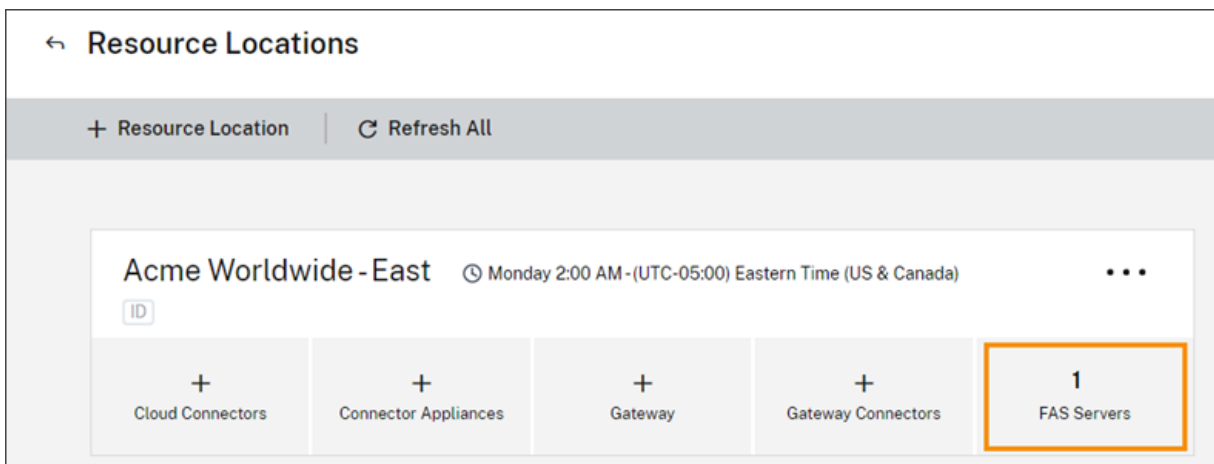 Resource Locations
+ Resource Location Refresh All
Acme Worldwide - East Monday 2:00 AM - (UTC-05:00) Eastern Time (US & Canada)
ID
+ + + + 1
Cloud Connectors Connector Appliances Gateway Gateway Connectors FAS Servers